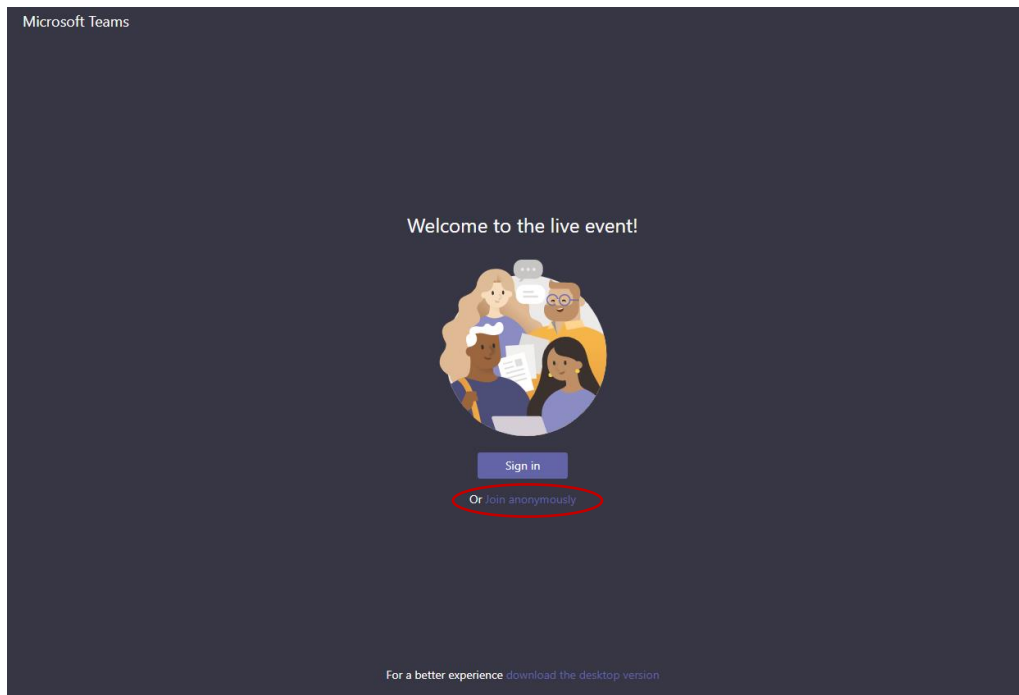 Microsoft Teams
Welcome to the live event!
Sign in
Or Join anonymously
For a better experience download the desktop version